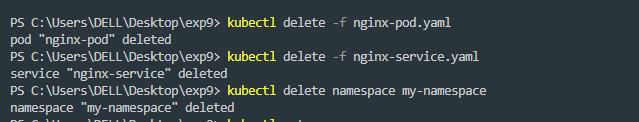 PS C:\Users\DELL\Desktop\exp9> kubectl delete -f nginx-pod.yaml
pod "nginx-pod" deleted
PS C:\Users\DELL\Desktop\exp9> kubectl delete -f nginx-service.yaml
service "nginx-service" deleted
PS C:\Users\DELL\Desktop\exp9> kubectl delete namespace my-namespace
namespace "my-namespace" deleted